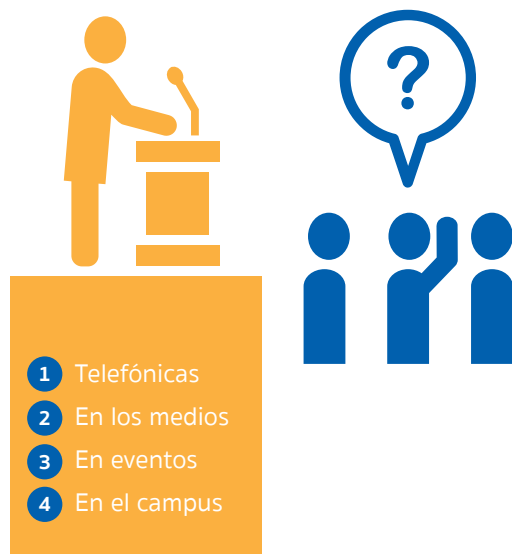 ?
1 Telefónicas
2 En los medios
3 En eventos
4 En el campus